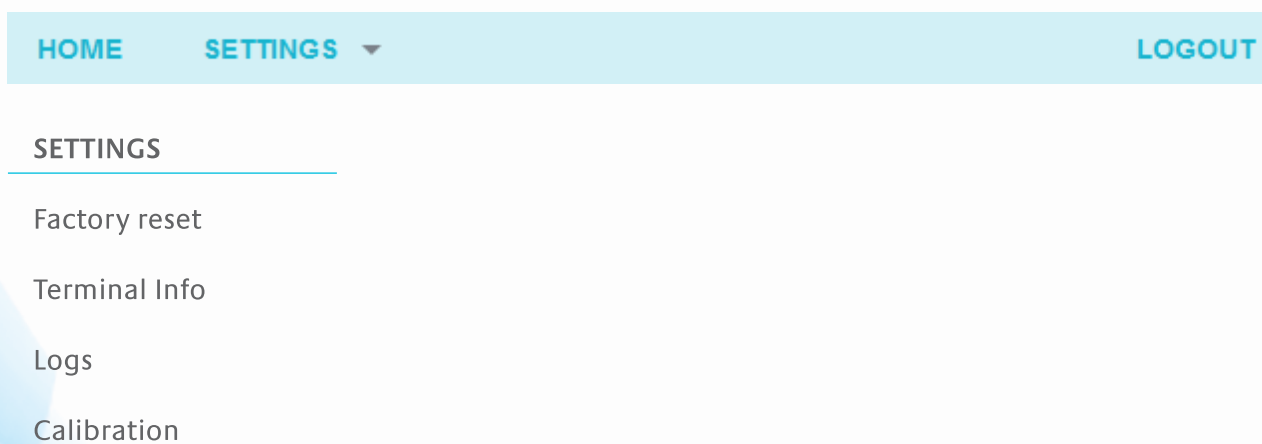 HOME SETTINGS LOGOUT
SETTINGS
Factory reset
Terminal Info
Logs
Calibration